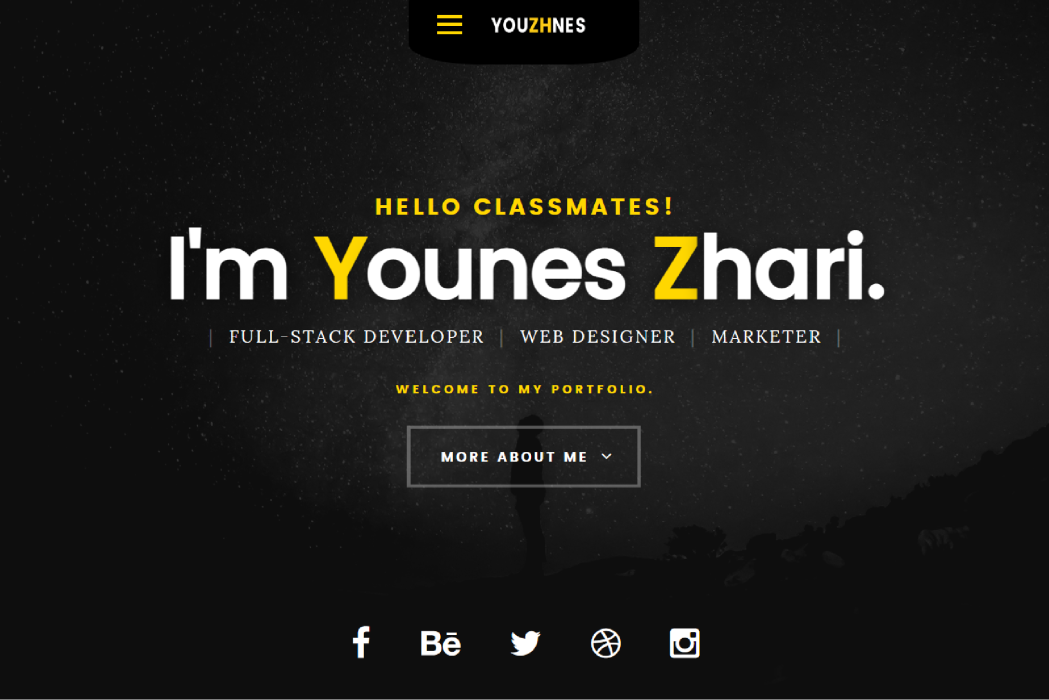 YOUZHNES
HELLO CLASSMATES!
I'm Younes Zhari.
| FULL-STACK DEVELOPER | WEB DESIGNER | MARKETER |
WELCOME TO MY PORTFOLIO.
MORE ABOUT ME
Bē